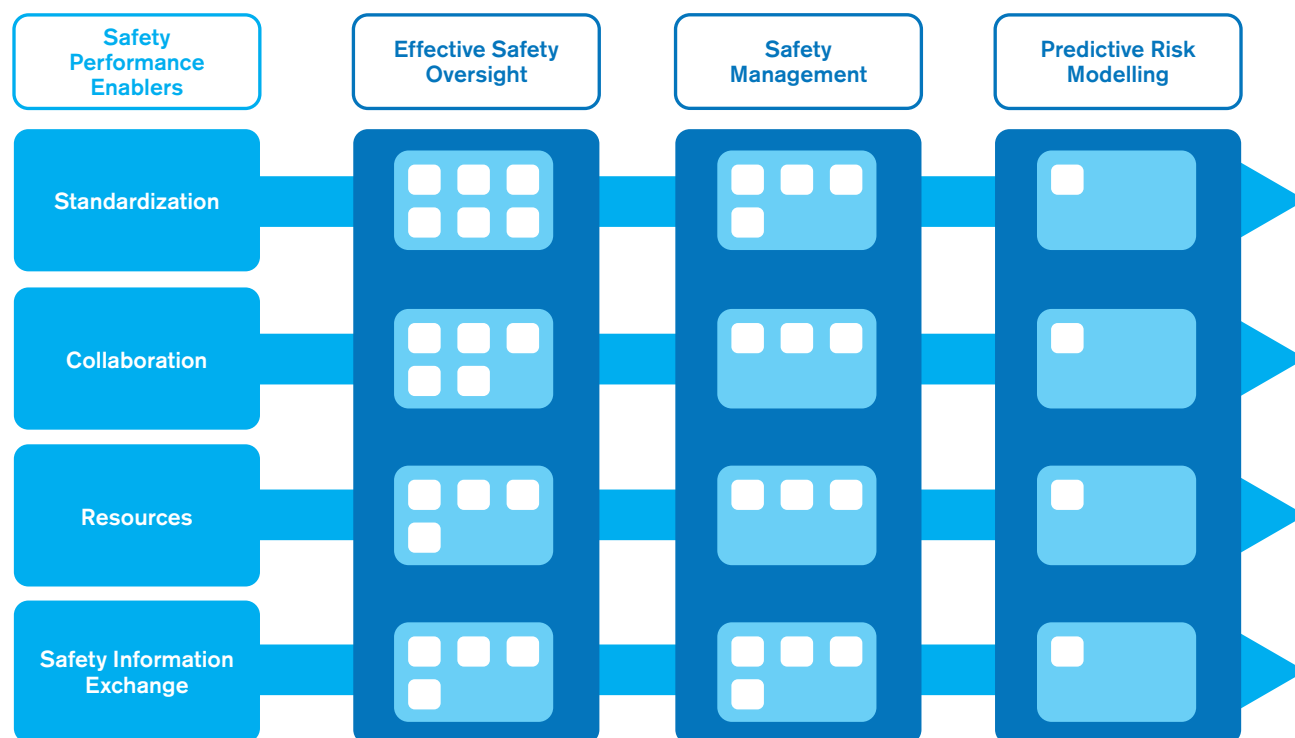 Safety
Performance
Enablers
Effective Safety
Oversight
Safety
Management
Predictive Risk
Modelling
Standardization
Collaboration
Resources
Safety Information
Exchange